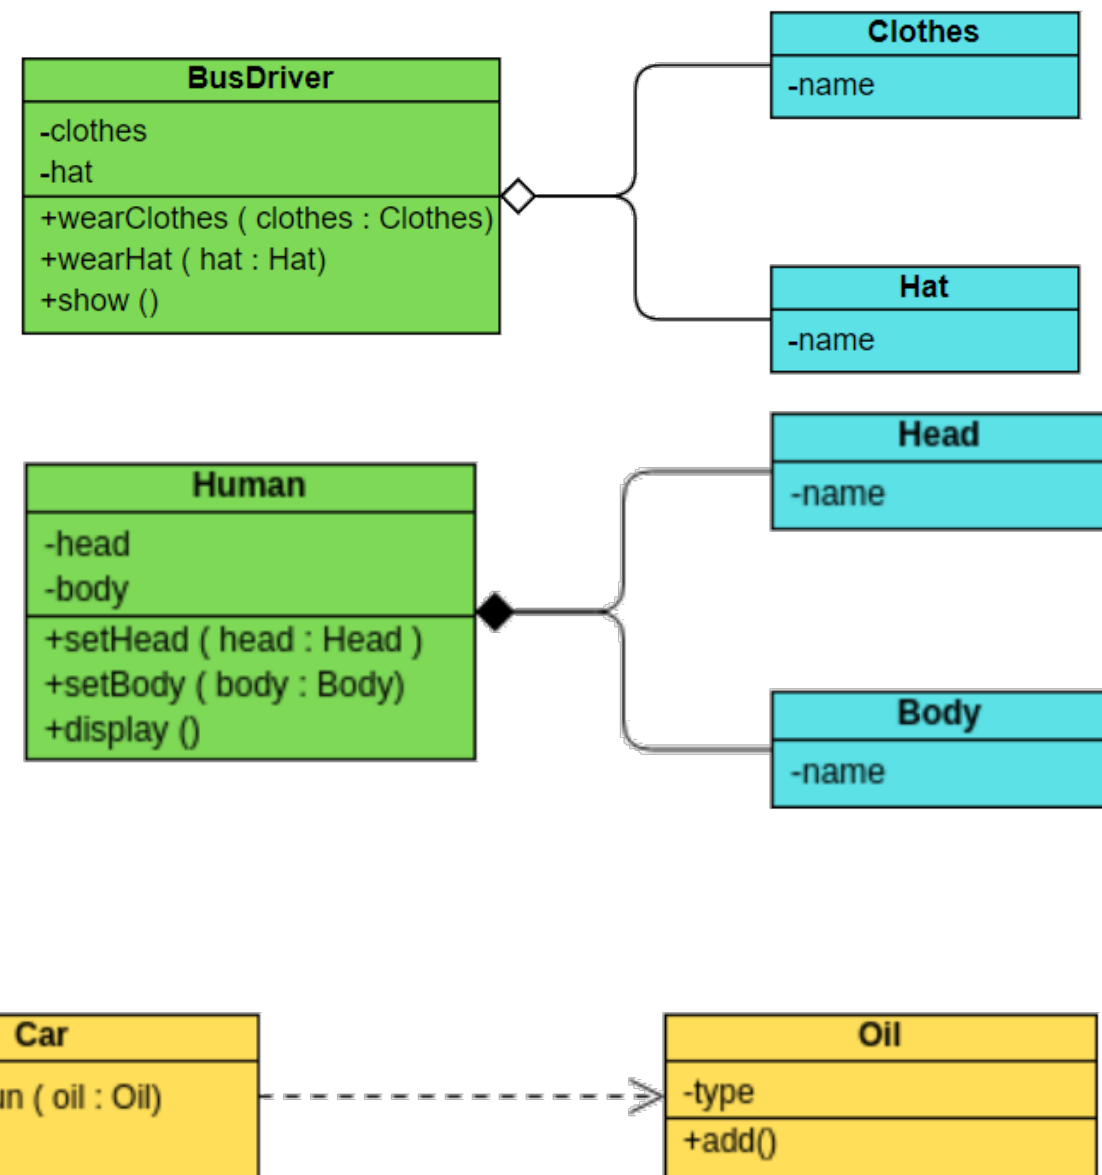 BusDriver
-clothes
-hat
+wearClothes ( clothes : Clothes)
+wearHat ( hat : Hat)
+show ()
Clothes
-name
Hat
-name
Human
-head
-body
+setHead ( head : Head )
+setBody ( body : Body)
+display ()
Head
-name
Body
-name
Car
( oil : Oil)
Oil
-type
+add()